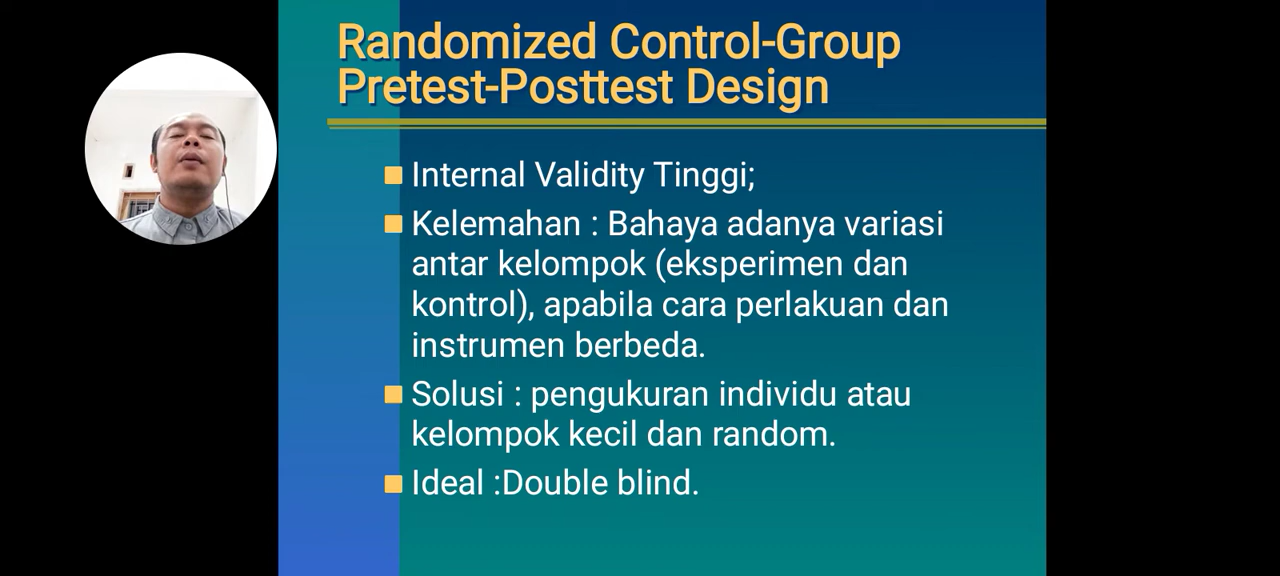 Randomized Control-Group
Pretest-Posttest Design
Internal Validity Tinggi;
Kelemahan : Bahaya adanya variasi
antar kelompok (eksperimen dan
kontrol), apabila cara perlakuan dan
instrumen berbeda.
Solusi : pengukuran individu atau
kelompok kecil dan random.
Ideal :Double blind.